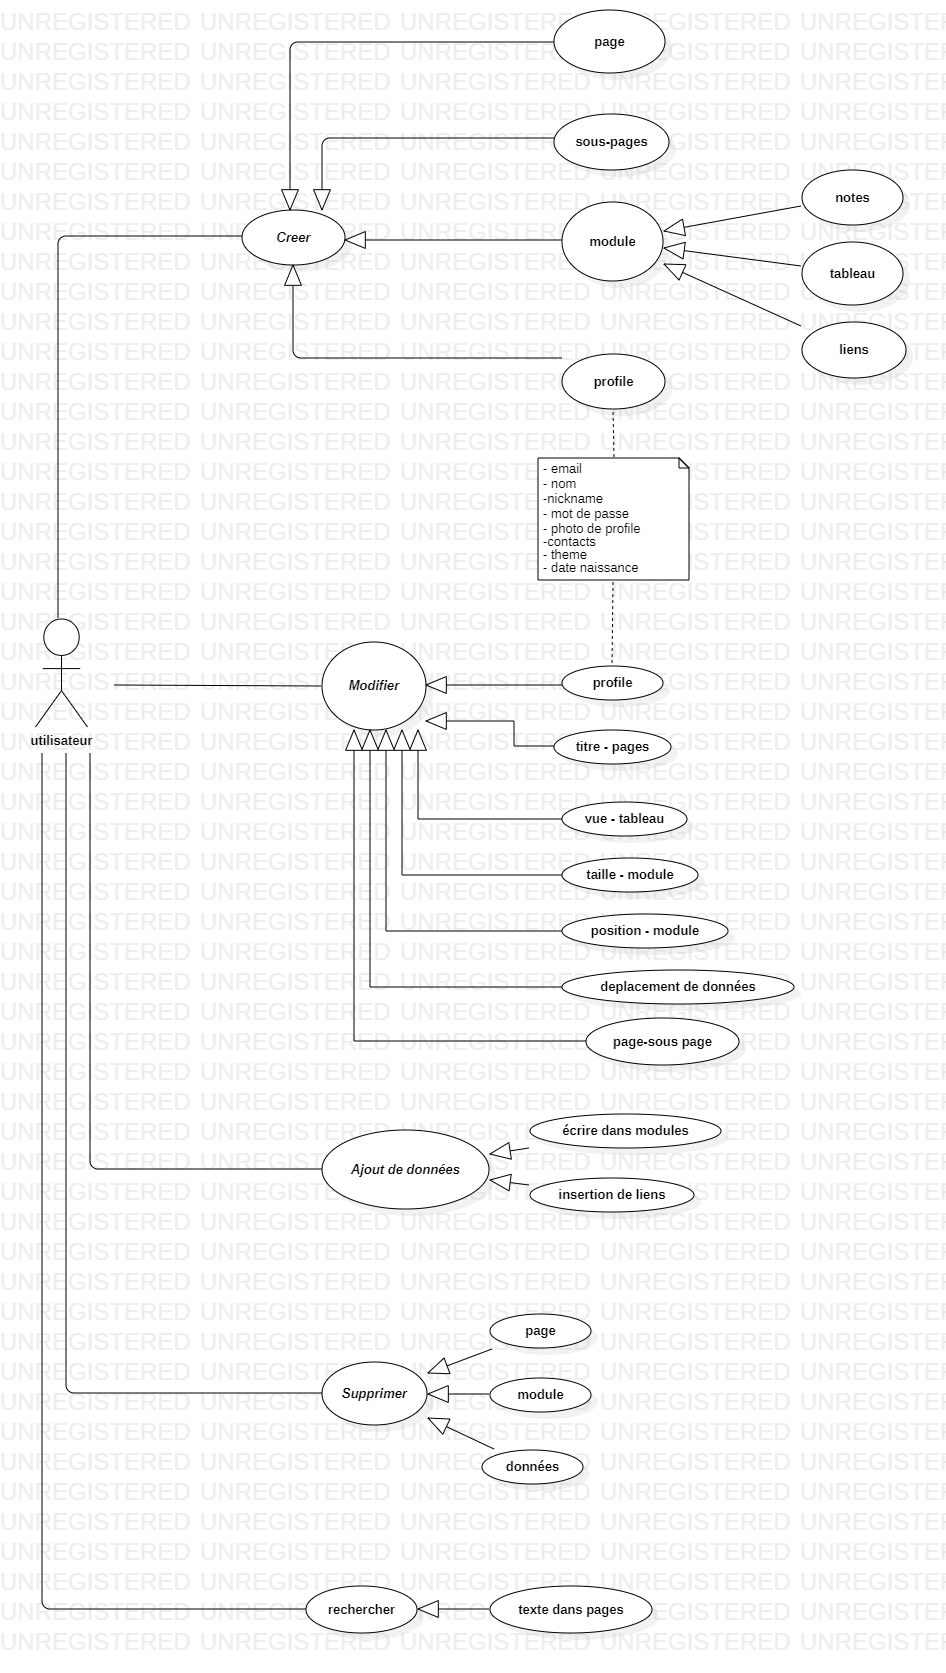 page
sous-pages
notes
Creer
module
tableau
liens
profile
- email
- nom
-nickname
- mot de passe
- photo de profile
-contacts
- theme
- date naissance
profile
Modifier
utilisateur
titre - pages
vue - tableau
taille - module
position - module
deplacement de données
page-sous page
écrire dans modules
Ajout de données
insertion de liens
page
Supprimer
module
données
rechercher
texte dans pages
UNREGISTERED